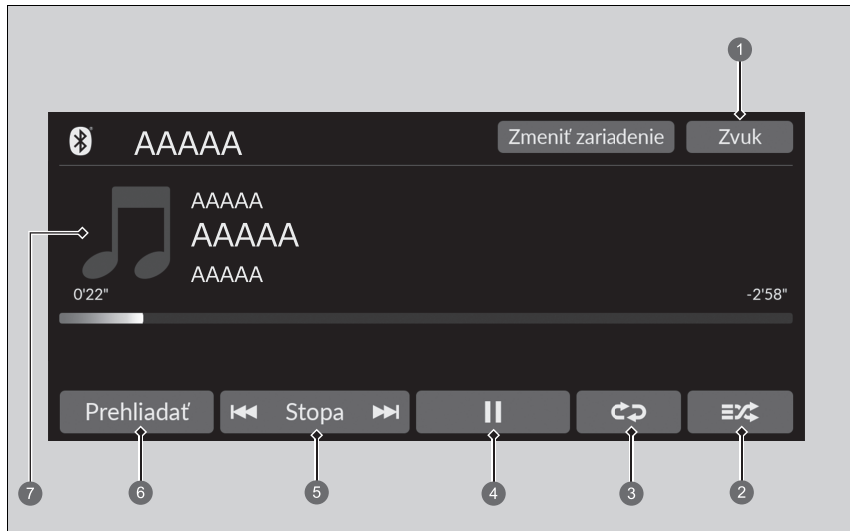 1
AAAAA
Zmeniť zariadenie
Zvuk
AAAAA
AAAAA
AAAAA
0'22"
-2'58"
Prehliadať
Stopa
7
6
5
4
3
2